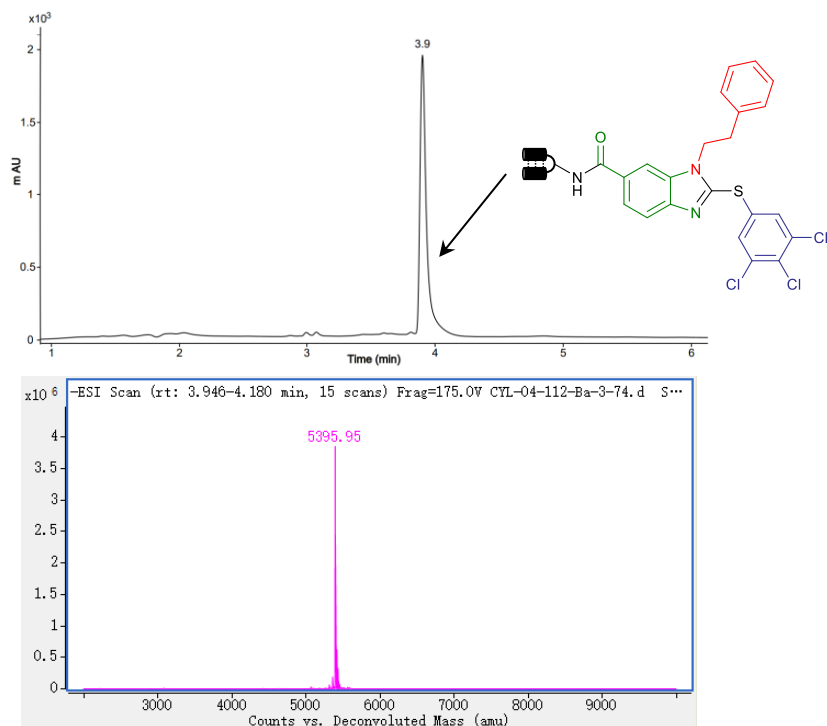 x10³
3.9
2
1.5
1
0.5
0
m AU
1
2
3
4
5
6
Time (min)
O
N
H
N
N
S
Cl
Cl
Cl
x10 6
-ESI Scan (rt: 3.946-4.180 min, 15 scans) Frag=175.0V CYL-04-112-Ba-3-74.d S···
5395.95
4
3.5
3
2.5
2
1.5
1
0.5
0
3000
4000
5000
6000
7000
8000
9000
Counts vs. Deconvoluted Mass (amu)